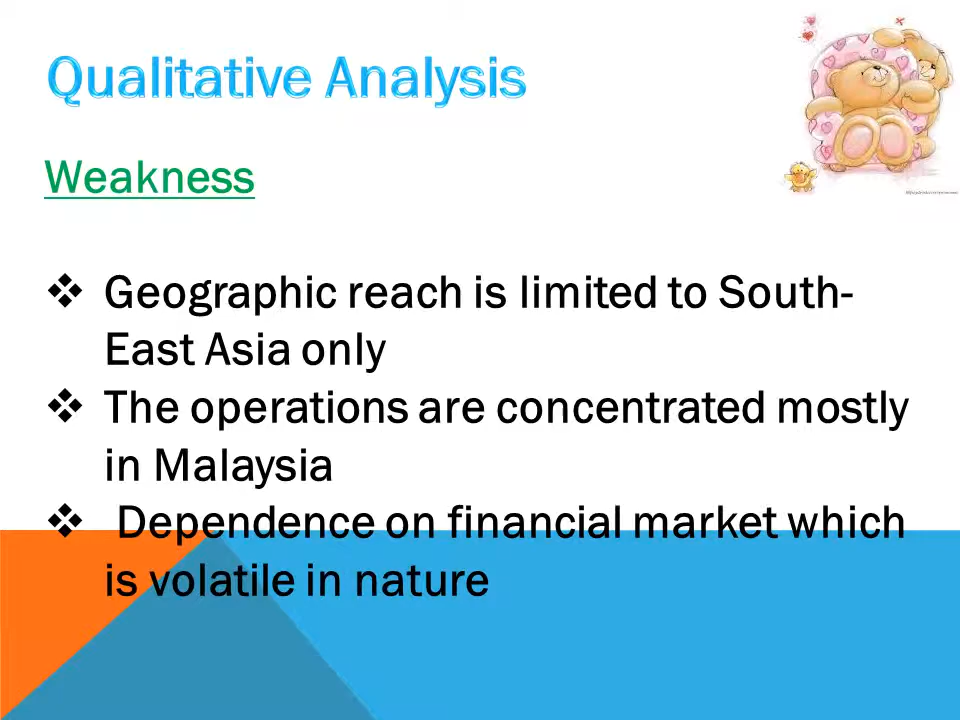 Qualitative Analysis
Weakness
❖ Geographic reach is limited to South-
East Asia only
❖ The operations are concentrated mostly
in Malaysia
❖ Dependence on financial market which
is volatile in nature